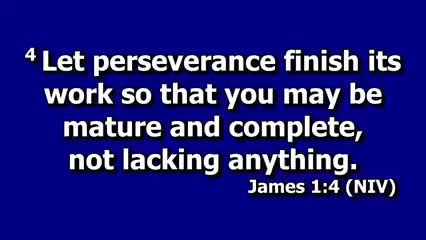 4 Let perseverance finish its
work so that you may be
mature and complete,
not lacking anything.
James 1:4 (NIV)